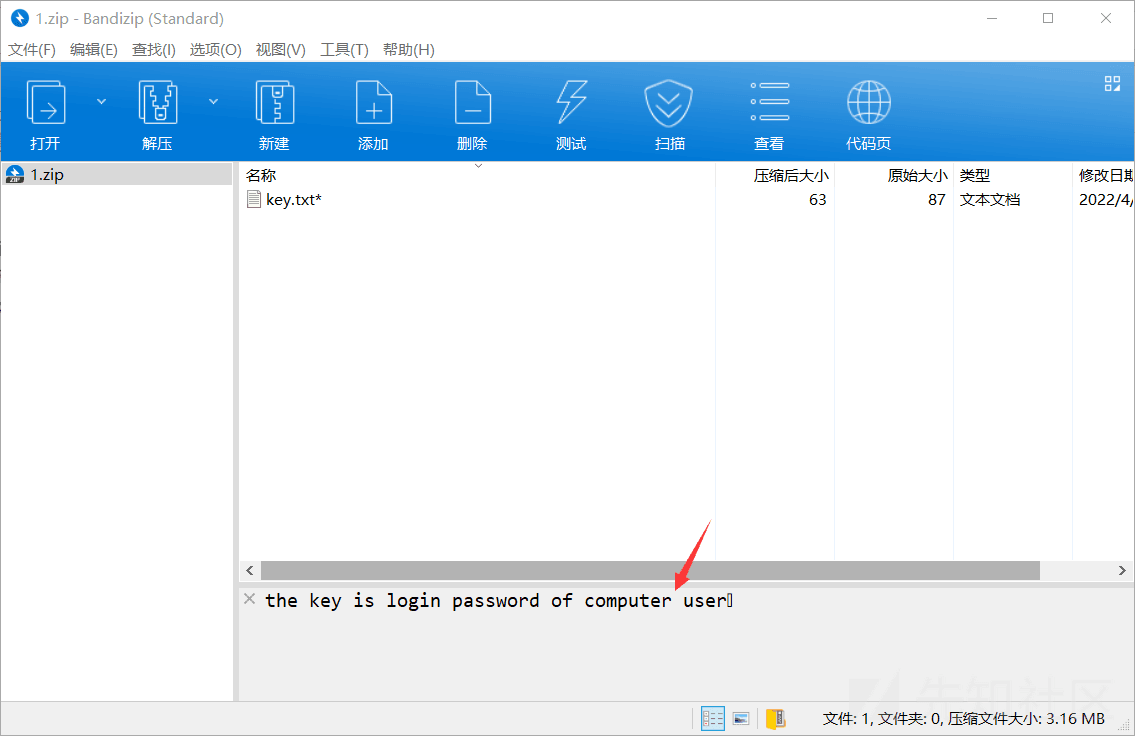 1.zip - Bandizip (Standard)
文件(F) 编辑(E) 查找(I) 选项(O) 视图(V) 工具(T) 帮助(H)
打开 解压 新建 添加 删除 测试 扫描 查看 代码页
1.zip
名称 压缩后大小 原始大小 类型 修改日期
key.txt* 63 87 文本文档 2022/4/
the key is login password of computer user
先知社区
文件: 1, 文件夹: 0, 压缩文件大小: 3.16 MB